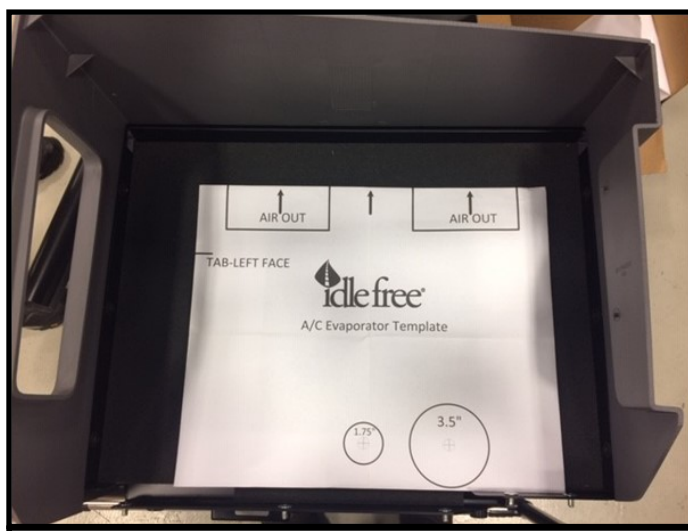 AIR OUT
AIR OUT
TAB-LEFT FACE
idle free®
A/C Evaporator Template
1.75"
3.5"